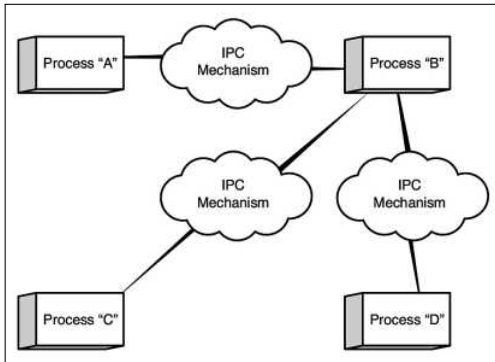 Process “A”
IPC
Mechanism
Process “B”
IPC
Mechanism
IPC
Mechanism
Process “C”
Process “D”